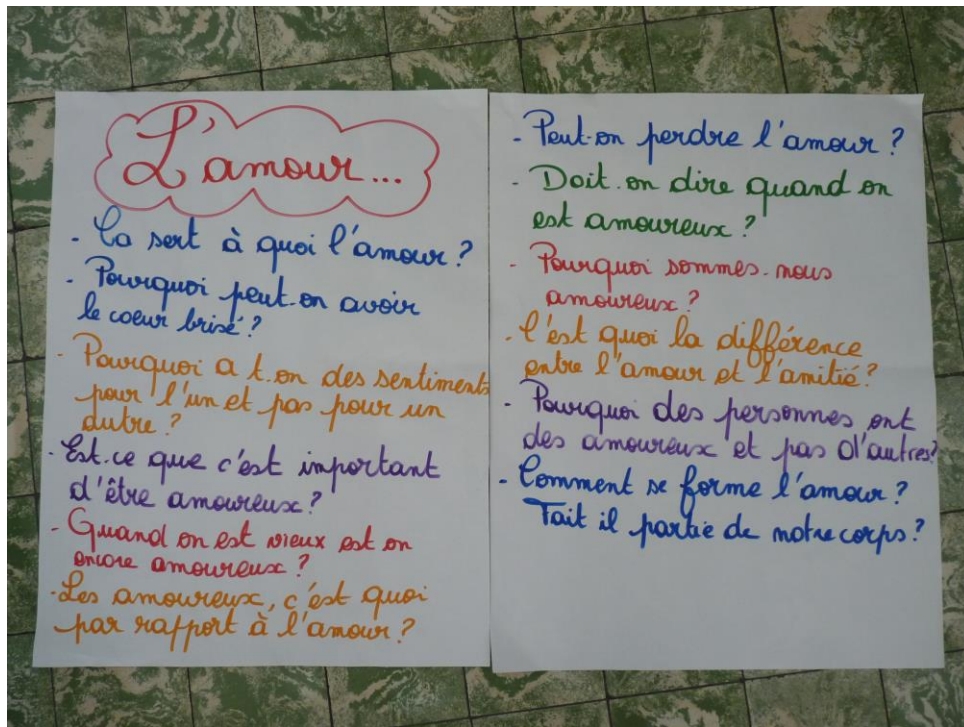 L'amour...
- Ça sert à quoi l'amour ?
- Pourquoi peut-on avoir
le coeur brisé ?
- Pourquoi a t-on des sentiments
pour l'un et pas pour un
autre ?
- Est-ce que c'est important
d'être amoureux ?
- Quand on est vieux est on
encore amoureux ?
- Les amoureux, c'est quoi
par rapport à l'amour ?
- Peut-on perdre l'amour ?
- Doit-on dire quand on
est amoureux ?
- Pourquoi sommes-nous
amoureux ?
- C'est quoi la différence
entre l'amour et l'amitié ?
- Pourquoi des personnes ont
des amoureux et pas d'autres ?
- Comment se forme l'amour ?
Fait il partie de notre corps ?